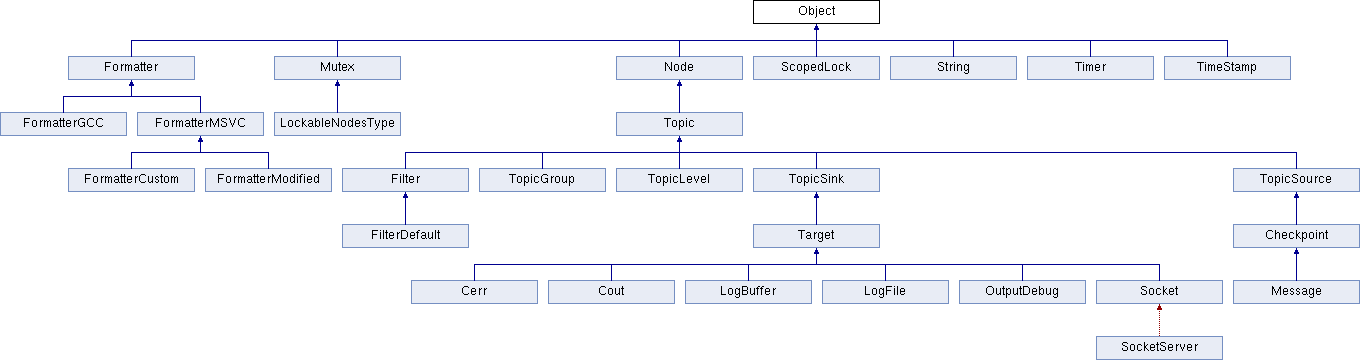 Object
Formatter
Mutex
Node
ScopedLock
String
Timer
TimeStamp
FormatterGCC
FormatterMSVC
LockableNodesType
Topic
FormatterCustom
FormatterModified
Filter
TopicGroup
TopicLevel
TopicSink
TopicSource
FilterDefault
Target
Checkpoint
Cerr
Cout
LogBuffer
LogFile
OutputDebug
Socket
Message
SocketServer